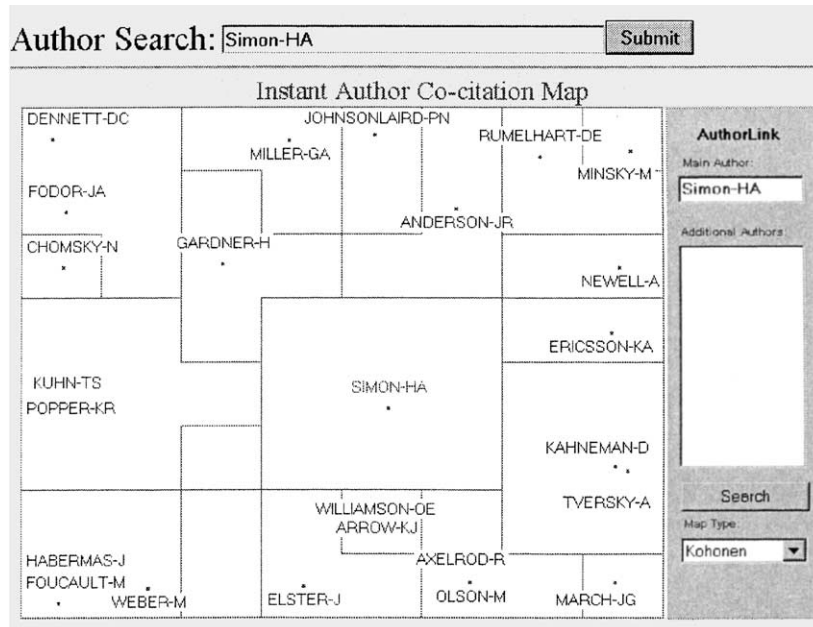 Author Search: Simon-HA Submit
Instant Author Co-citation Map
DENNETT-DC
JOHNSONLAIRD-PN
RUMELHART-DE
MILLER-GA
MINSKY-M
FODOR-JA
ANDERSON-JR
CHOMSKY-N
GARDNER-H
NEWELL-A
ERICSSON-KA
KUHN-TS
SIMON-HA
POPPER-KR
KAHNEMAN-D
TVERSKY-A
WILLIAMSON-OE
ARROW-KJ
HABERMAS-J
AXELROD-R
FOUCAULT-M
WEBER-M
ELSTER-J
OLSON-M
MARCH-JG
AuthorLink
Main Author:
Simon-HA
Additional Authors:
Search
Map Type:
Kohonen